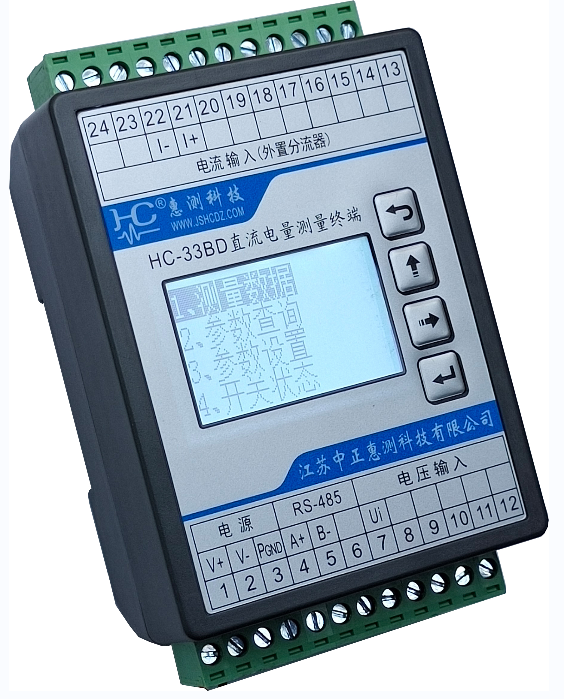 24 23 22 21 20 19 18 17 16 15 14 13
I- I+
电流输入(外置分流器)
HC® 惠测科技
WWW.JSHCDZ.COM
HC-33BD直流电量测量终端
1、测量数据
2、参数查询
3、参数设置
4、开关状态
江苏中正惠测科技有限公司
电源 RS-485 电压输入
V+ V- PGND A+ B- Ui
1 2 3 4 5 6 7 8 9 10 11 12